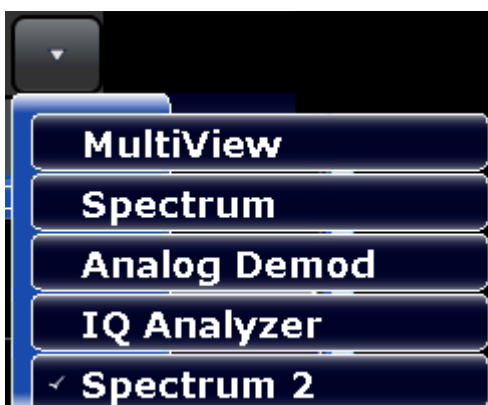 MultiView
Spectrum
Analog Demod
IQ Analyzer
Spectrum 2